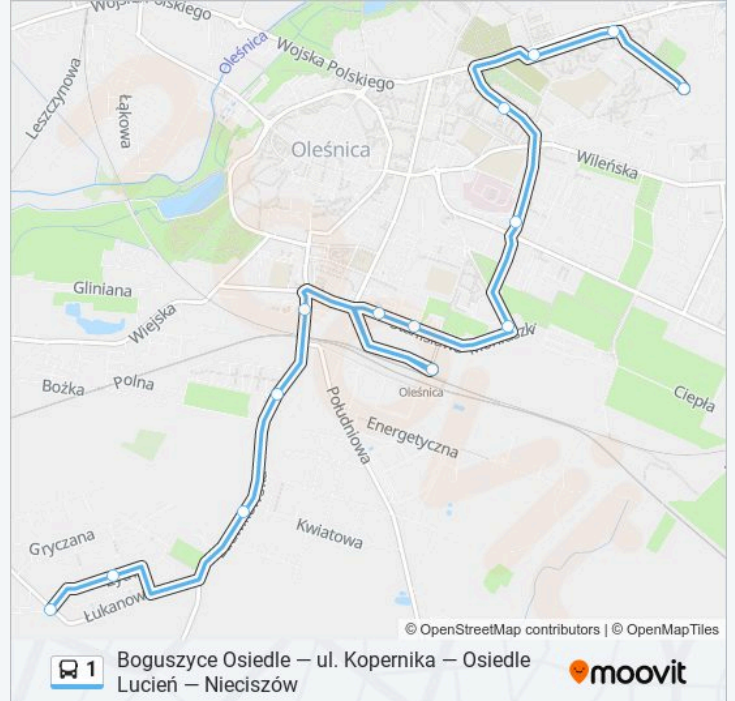 Wojska Polskiego
Oleśnica
Wojska Polskiego
Leszczynowa
Łąkowa
Oleśnica
Wileńska
Gliniana
Wiejska
Bożka
Polna
Oleśnica
Ciepła
Południowa
Energetyczna
Kwiatowa
Gryczana
© OpenStreetMap contributors | © OpenMapTiles
1
Boguszyce Osiedle — ul. Kopernika — Osiedle
Lucień — Nieciszów
moovit